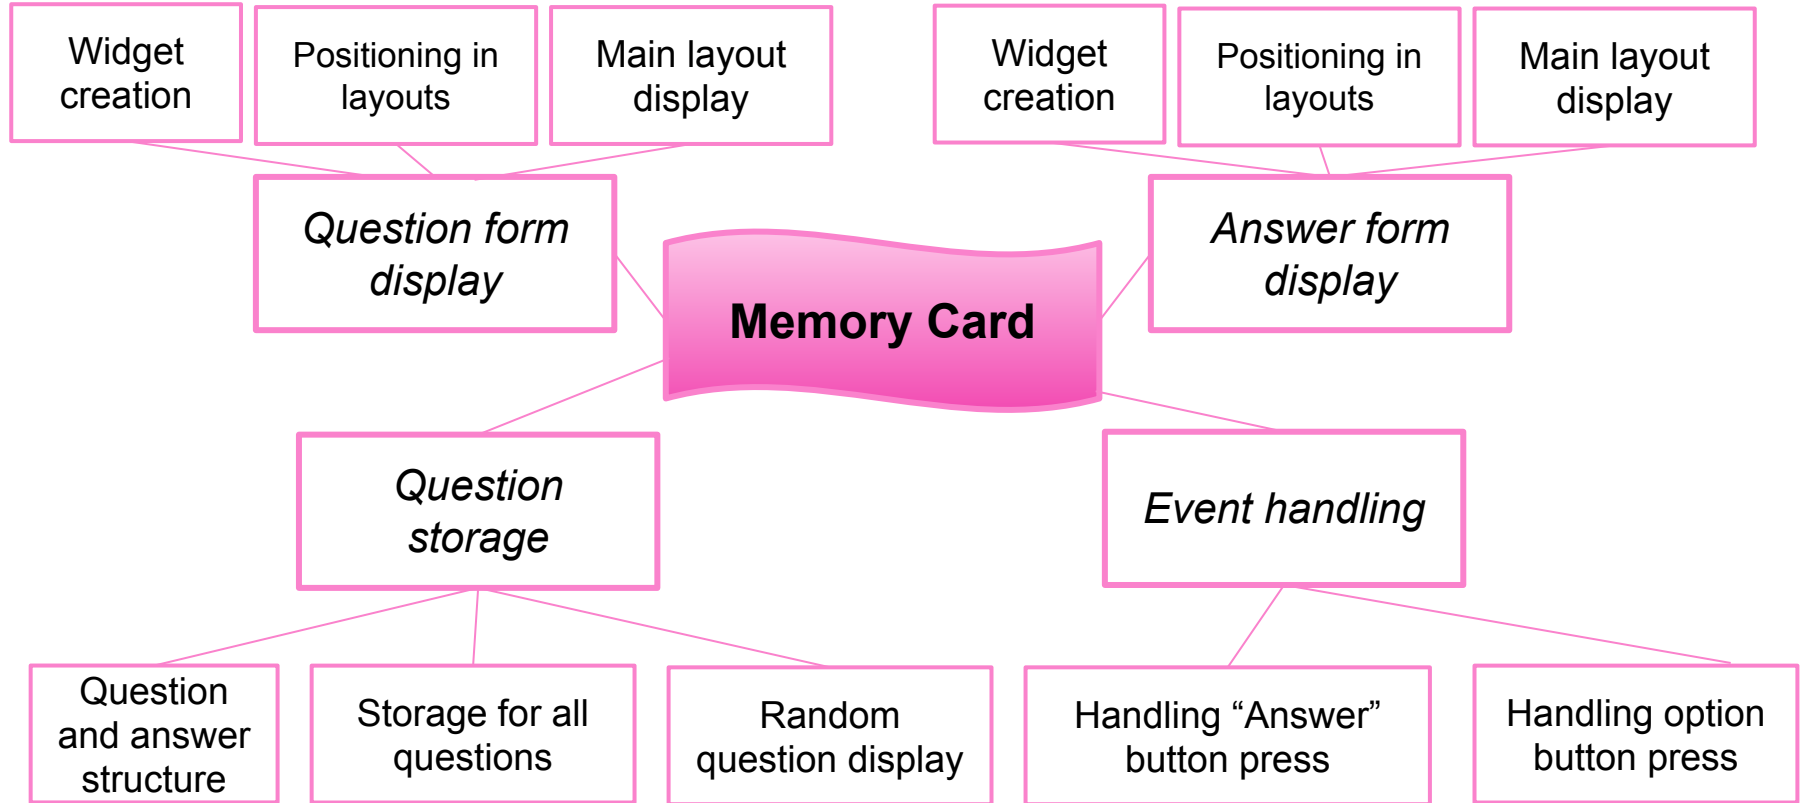 Widget
creation
Positioning in
layouts
Main layout
display
Widget
creation
Positioning in
layouts
Main layout
display
Question form
display
Answer form
display
Memory Card
Question
storage
Event handling
Question
and answer
structure
Storage for all
questions
Random
question display
Handling “Answer”
button press
Handling option
button press